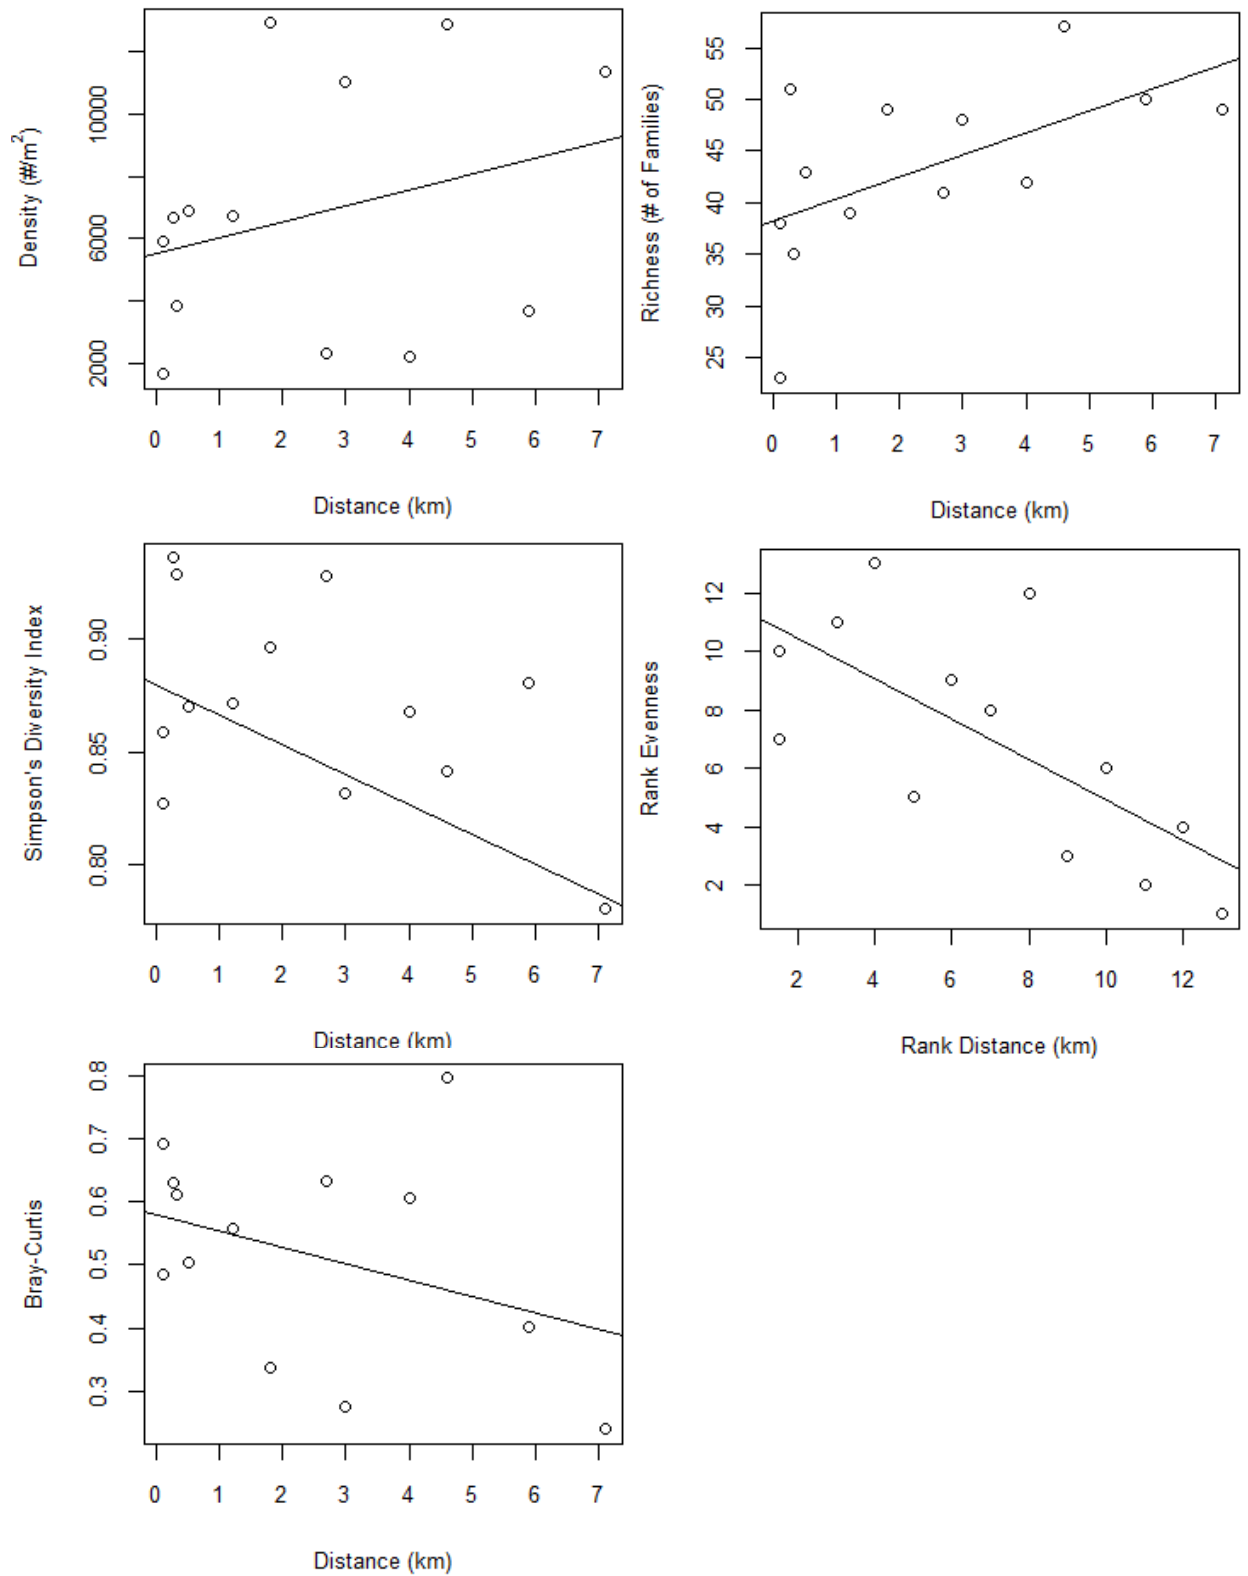 Density (#/m²)
2000
6000
10000
0 1 2 3 4 5 6 7
Distance (km)
Richness (# of Families)
25 30 35 40 45 50 55
0 1 2 3 4 5 6 7
Distance (km)
Simpson's Diversity Index
0.80 0.85 0.90
0 1 2 3 4 5 6 7
Distance (km)
Rank Evenness
2 4 6 8 10 12
2 4 6 8 10 12
Rank Distance (km)
Bray-Curtis
0.3 0.4 0.5 0.6 0.7 0.8
0 1 2 3 4 5 6 7
Distance (km)